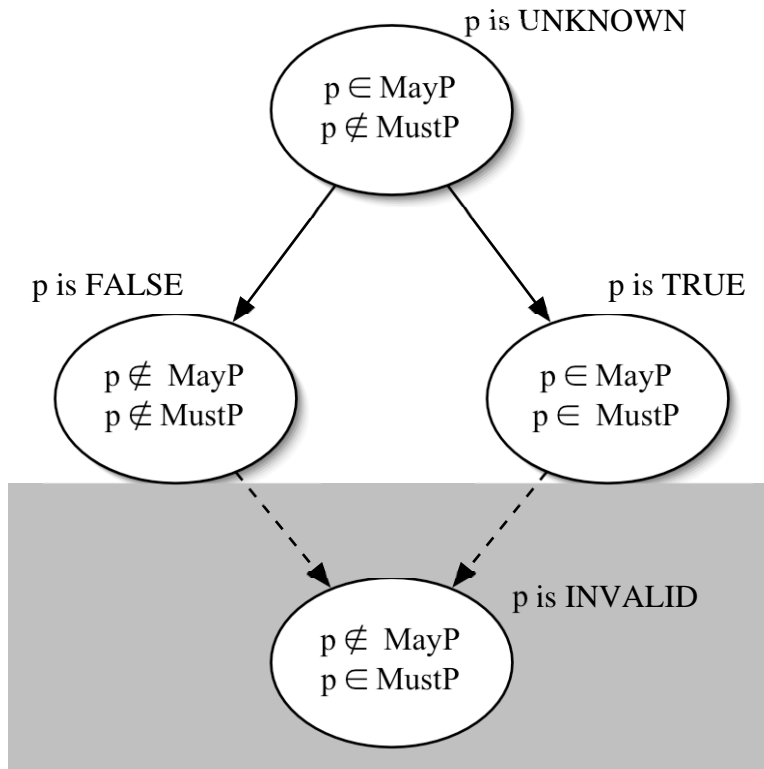 p is UNKNOWN
p ∈ MayP
p ∉ MustP
p is FALSE
p is TRUE
p ∉ MayP
p ∉ MustP
p ∈ MayP
p ∈ MustP
p is INVALID
p ∉ MayP
p ∈ MustP